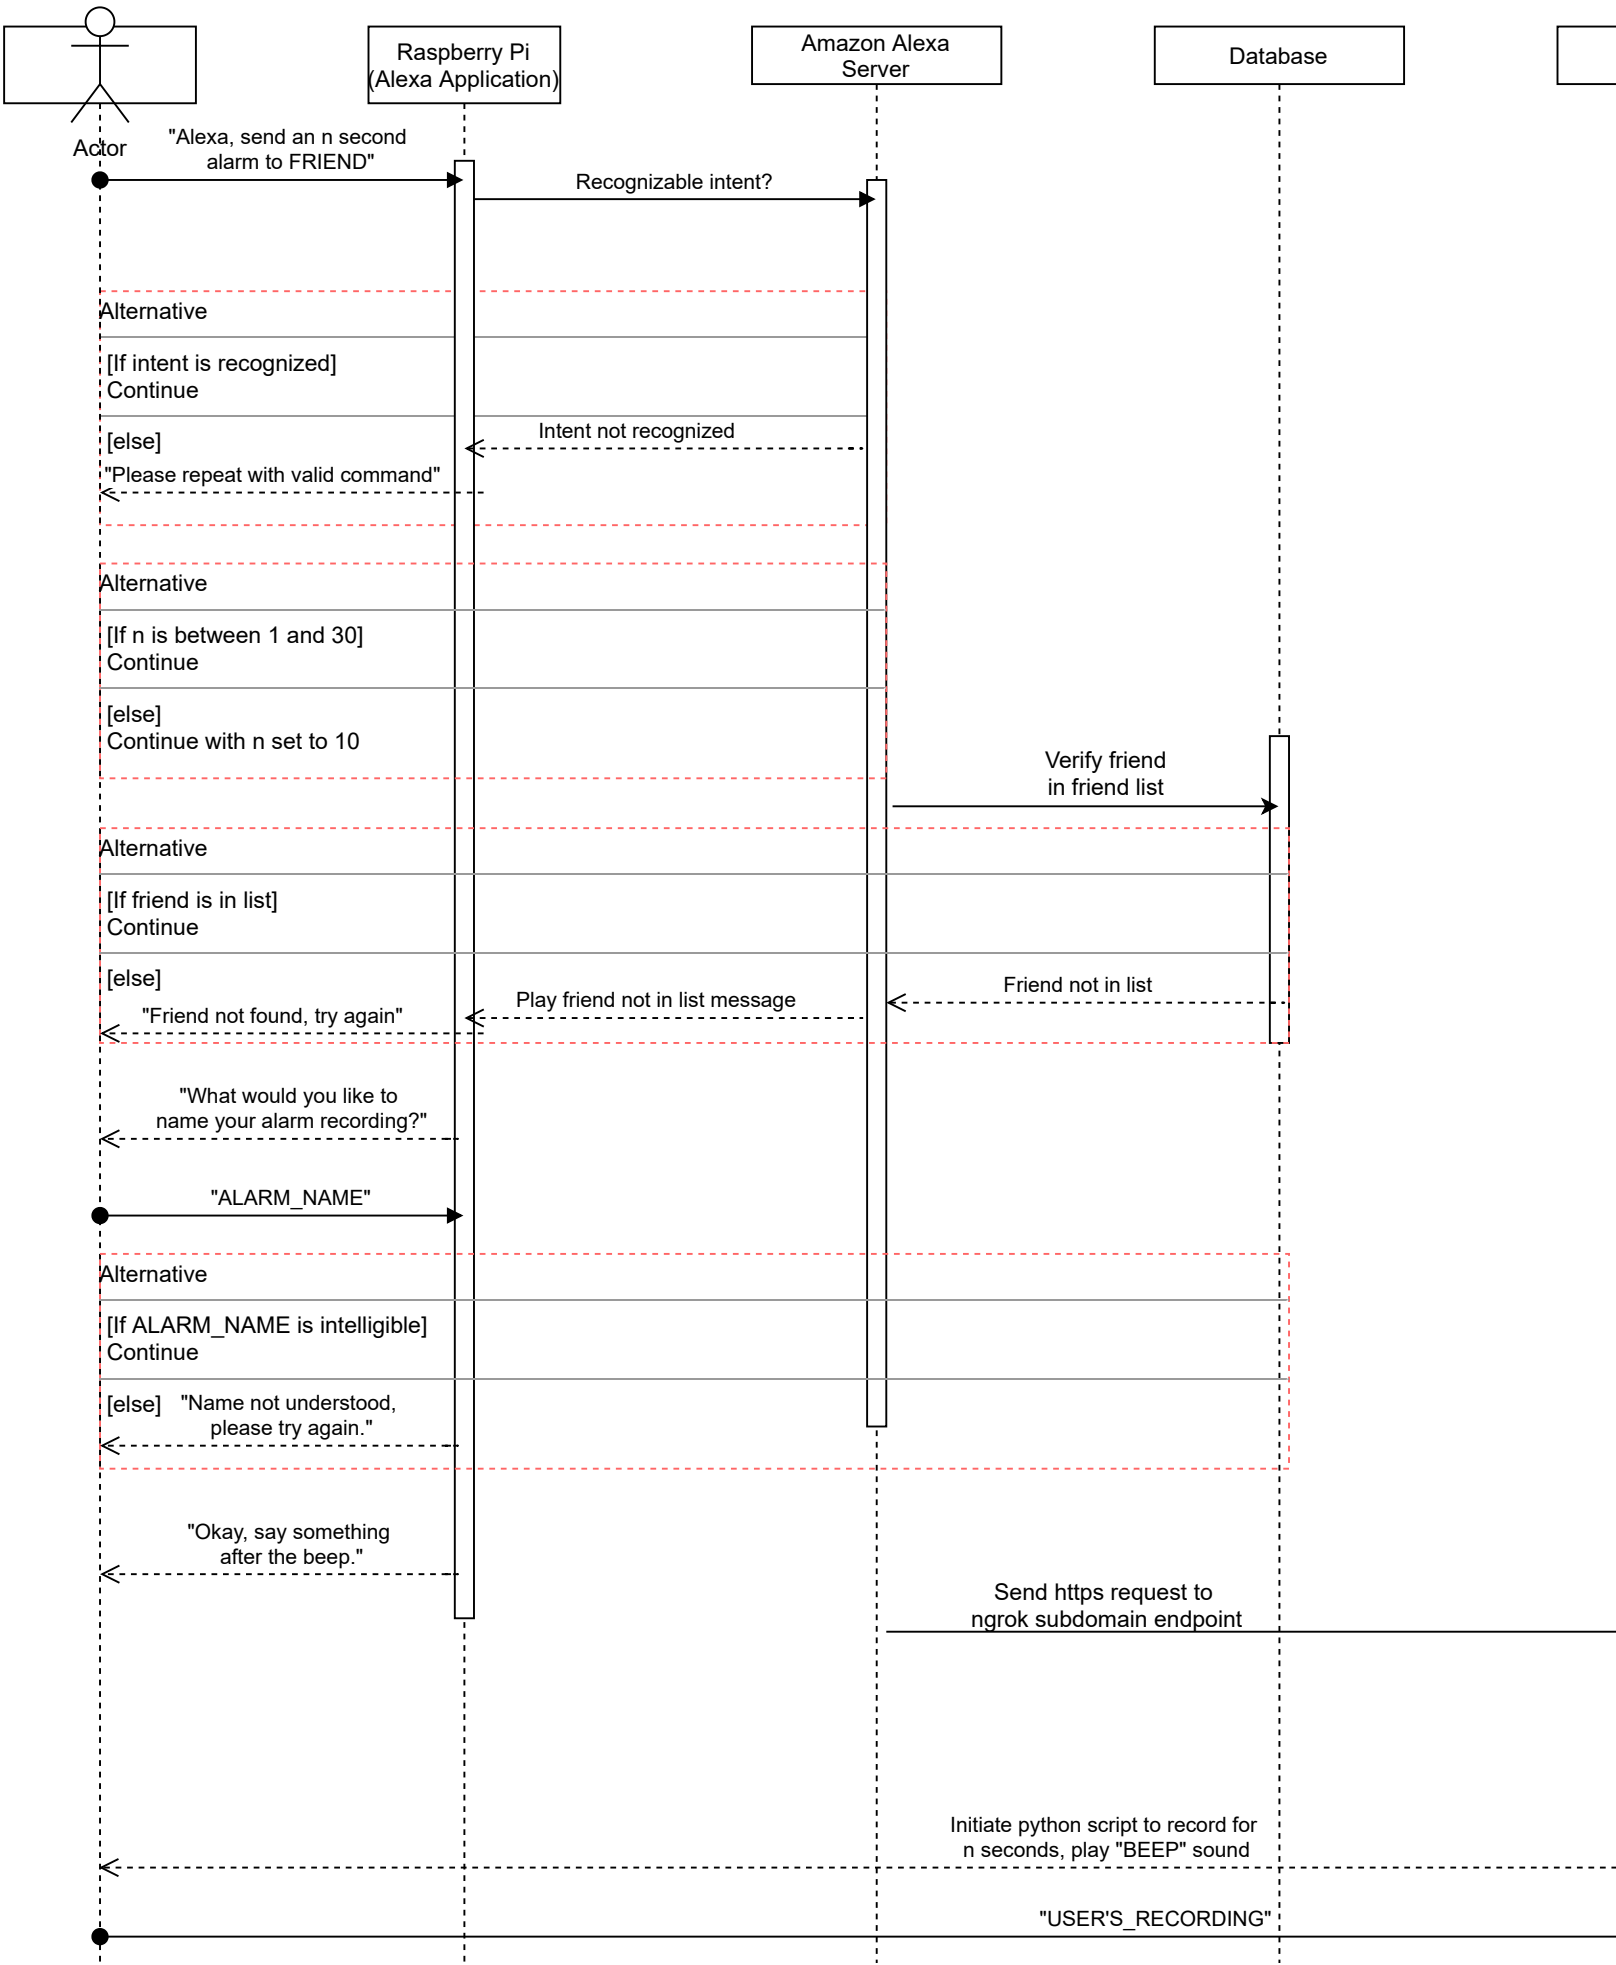 Raspberry Pi
(Alexa Application)
Amazon Alexa
Server
Database
Actor
"Alexa, send an n second
alarm to FRIEND"
Recognizable intent?
Alternative
[If intent is recognized]
Continue
[else]
Intent not recognized
"Please repeat with valid command"
Alternative
[If n is between 1 and 30]
Continue
[else]
Continue with n set to 10
Verify friend
in friend list
Alternative
[If friend is in list]
Continue
[else]
Friend not in list
Play friend not in list message
"Friend not found, try again"
"What would you like to
name your alarm recording?"
"ALARM_NAME"
Alternative
[If ALARM_NAME is intelligible]
Continue
[else]
"Name not understood,
please try again."
"Okay, say something
after the beep."
Send https request to
ngrok subdomain endpoint
Initiate python script to record for
n seconds, play "BEEP" sound
"USER'S_RECORDING"